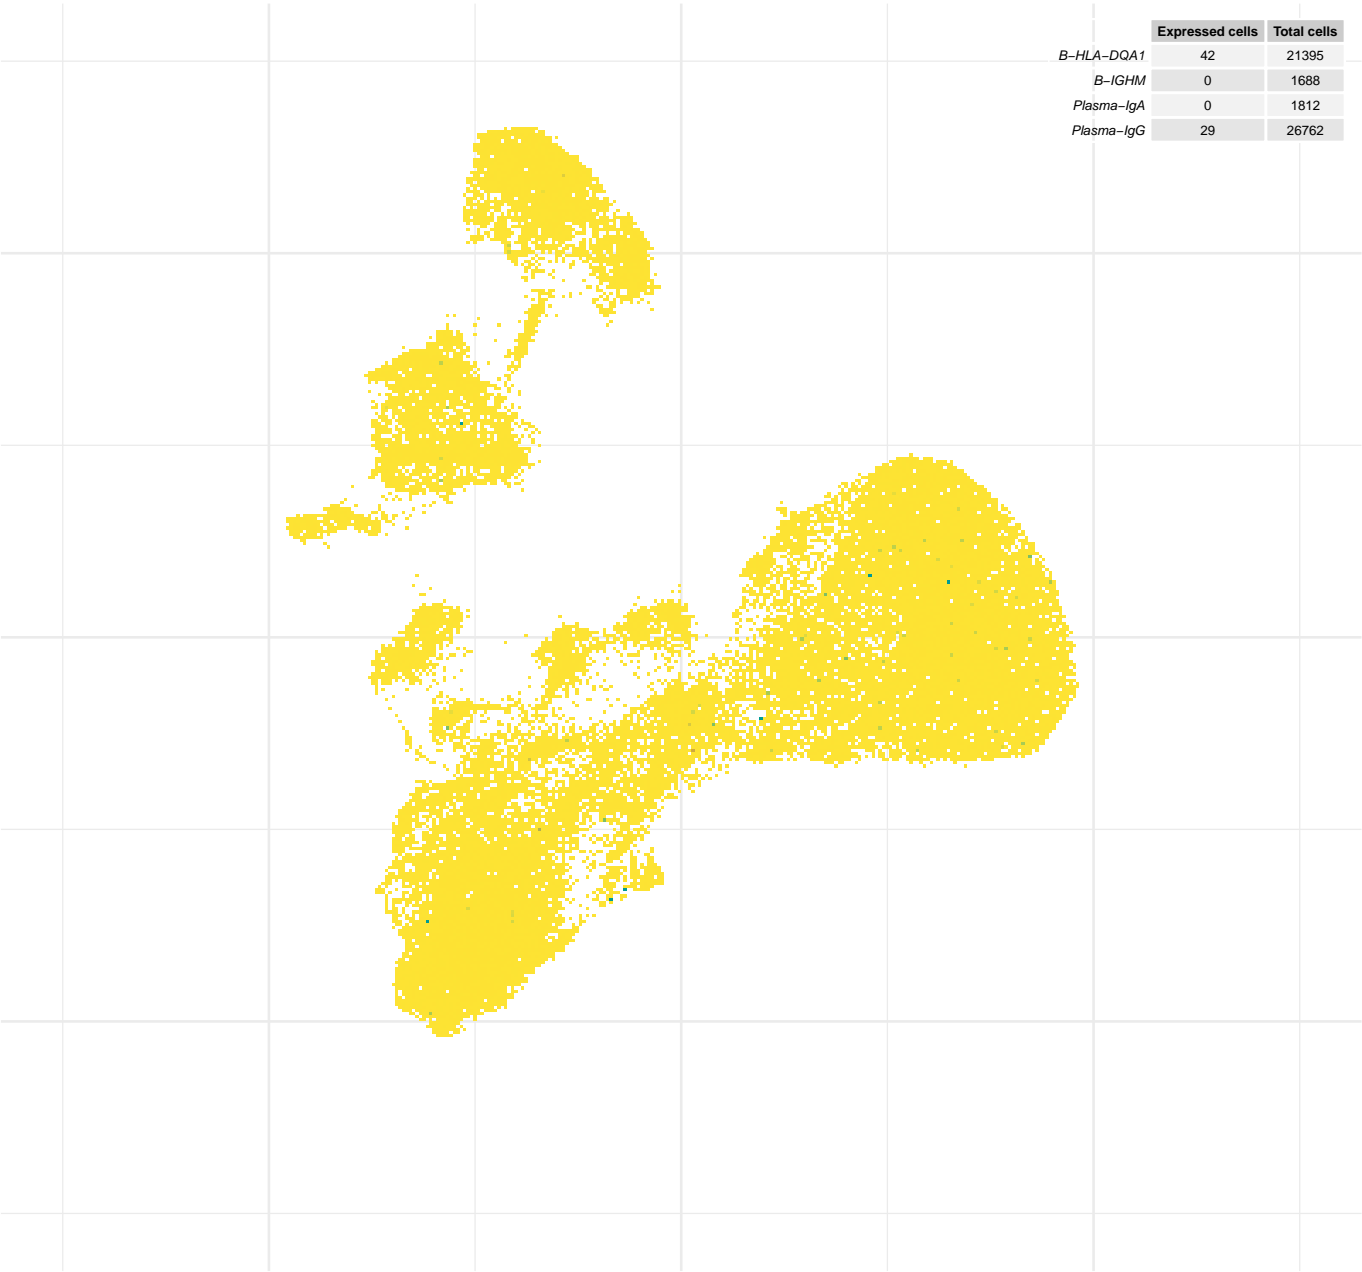 Expressed cells Total cells
B−HLA−DQA1 42 21395
B−IGHM 0 1688
Plasma−IgA 0 1812
Plasma−IgG 29 26762